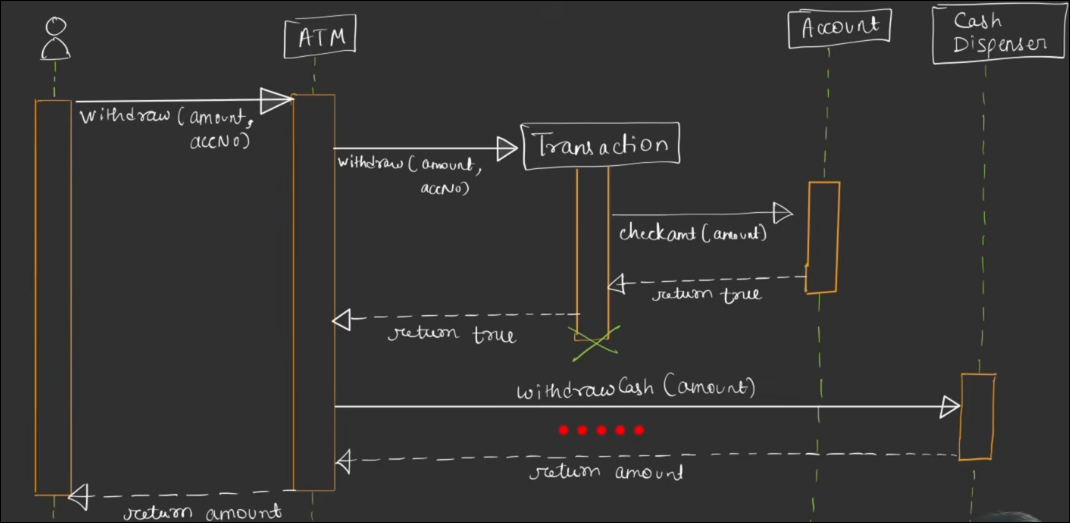 ATM
Account
Cash
Dispenser
withdraw(amount,
accNo)
Transaction
withdraw(amount,
accNo)
checkamt(amount)
return true
return true
withdrawCash(amount)
return amount
return amount